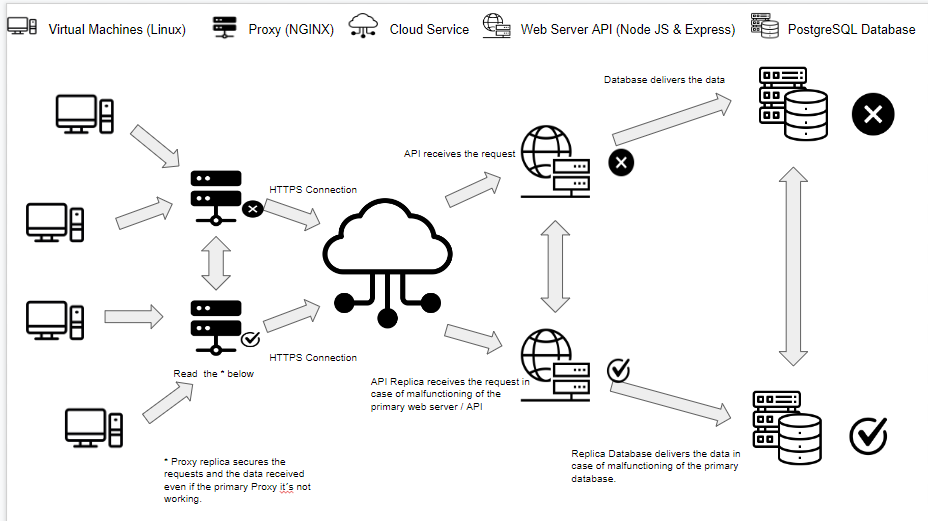 Virtual Machines (Linux)
Proxy (NGINX)
Cloud Service
Web Server API (Node JS & Express)
PostgreSQL Database
Database delivers the data
API receives the request
HTTPS Connection
HTTPS Connection
Read the * below
API Replica receives the request in
case of malfunctioning of the
primary web server / API
Replica Database delivers the data in
case of malfunctioning of the primary
database.
* Proxy replica secures the
requests and the data received
even if the primary Proxy it´s not
working.